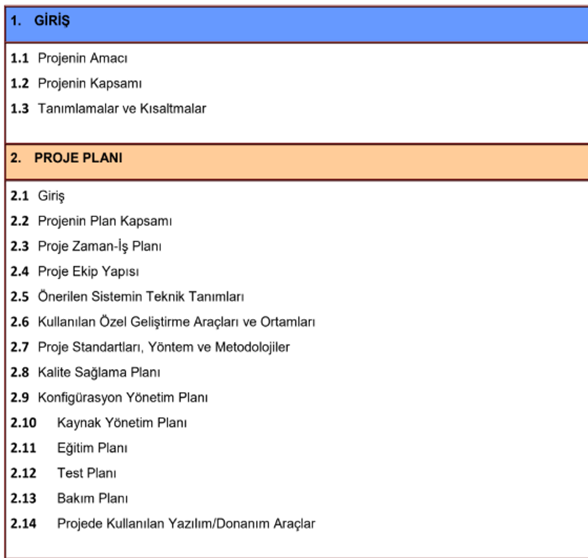 1. GİRİŞ
1.1 Projenin Amacı
1.2 Projenin Kapsamı
1.3 Tanımlamalar ve Kısaltmalar
2. PROJE PLANI
2.1 Giriş
2.2 Projenin Plan Kapsamı
2.3 Proje Zaman-İş Planı
2.4 Proje Ekip Yapısı
2.5 Önerilen Sistemin Teknik Tanımları
2.6 Kullanılan Özel Geliştirme Araçları ve Ortamları
2.7 Proje Standartları, Yöntem ve Metodolojiler
2.8 Kalite Sağlama Planı
2.9 Konfigürasyon Yönetim Planı
2.10 Kaynak Yönetim Planı
2.11 Eğitim Planı
2.12 Test Planı
2.13 Bakım Planı
2.14 Projede Kullanılan Yazılım/Donanım Araçlar